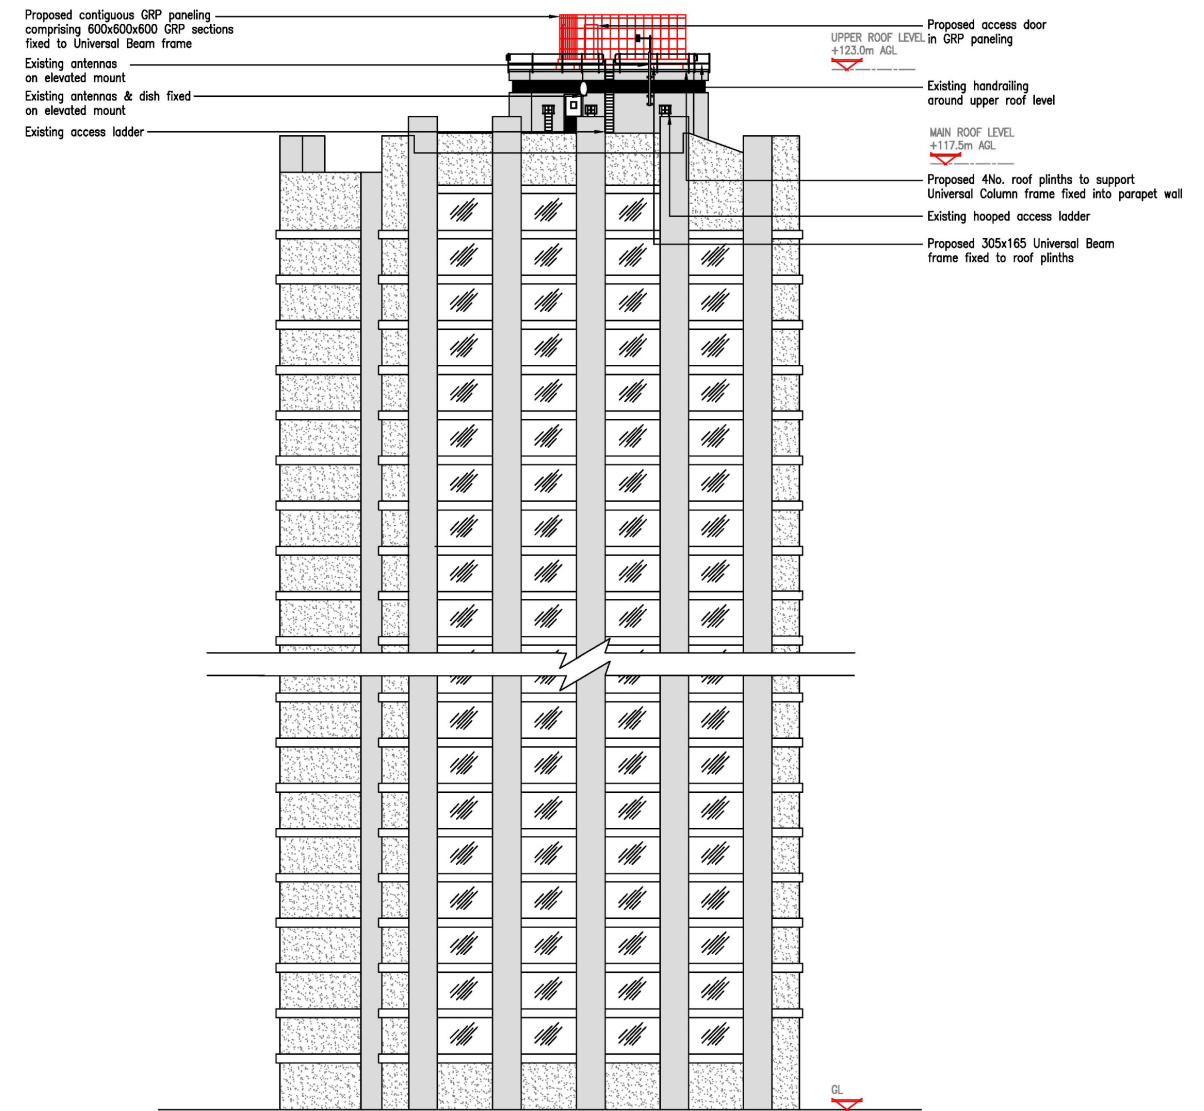 Proposed contiguous GRP paneling
comprising 600x600x600 GRP sections
fixed to Universal Beam frame
Existing antennas
on elevated mount
Existing antennas & dish fixed
on elevated mount
Existing access ladder
Proposed access door
in GRP paneling
UPPER ROOF LEVEL
+123.0m AGL
Existing handrailing
around upper roof level
MAIN ROOF LEVEL
+117.5m AGL
Proposed 4No. roof plinths to support
Universal Column frame fixed into parapet wall
Existing hooped access ladder
Proposed 305x165 Universal Beam
frame fixed to roof plinths
GL